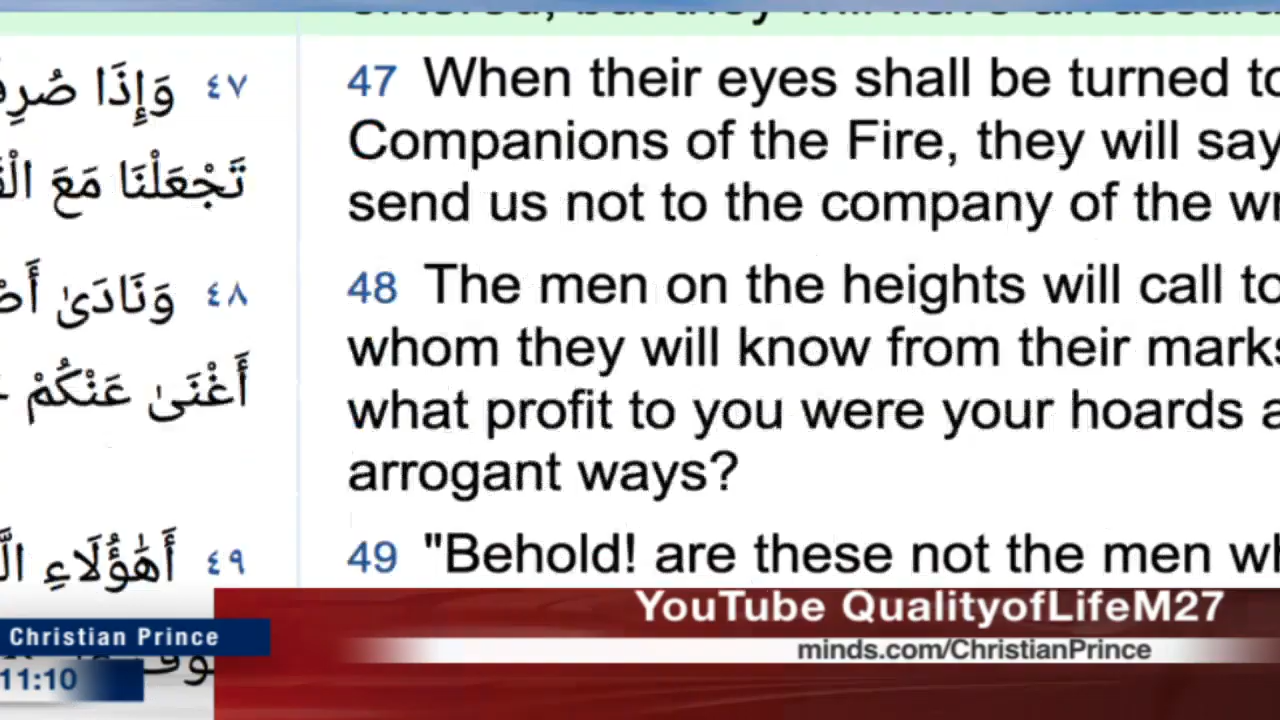 47 When their eyes shall be turned to
Companions of the Fire, they will say
send us not to the company of the
48 The men on the heights will call to
whom they will know from their marks
what profit to you were your hoards
arrogant ways?
49 "Behold! are these not the men
٤٧ وَإِذَا
تَجْعَلْنَا مَعَ
٤٨ وَنَادَىٰ
أَغْنَىٰ عَنْكُمْ
٤٩ أَهَٰؤُلَاءِ
YouTube QualityofLifeM27
minds.com/ChristianPrince
Christian Prince
11:10